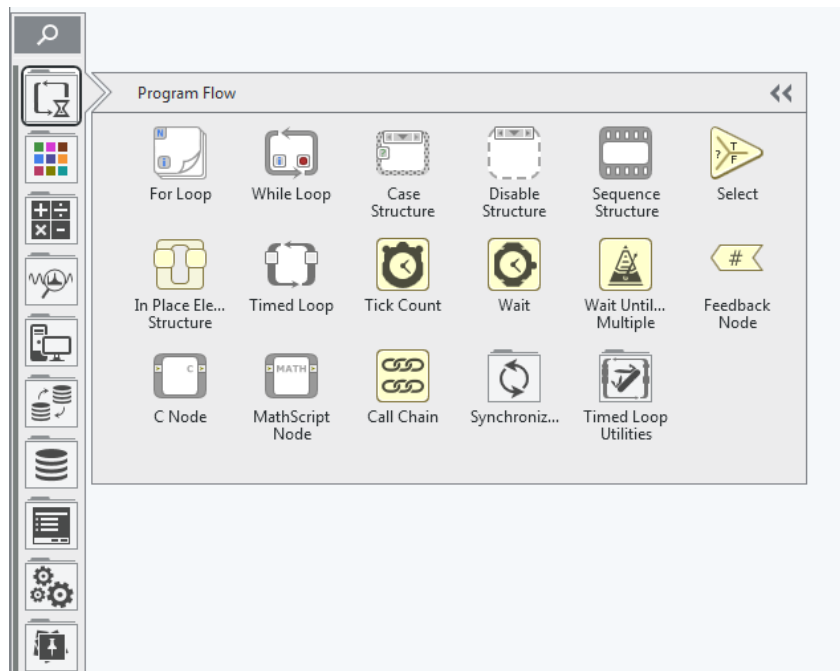 Program Flow
N
i
i
?
T
?
F
For Loop
While Loop
Case
Structure
Disable
Structure
Sequence
Structure
Select
#
In Place Ele...
Structure
Timed Loop
Tick Count
Wait
Wait Until...
Multiple
Feedback
Node
C
MATH
C Node
MathScript
Node
Call Chain
Synchroniz...
Timed Loop
Utilities